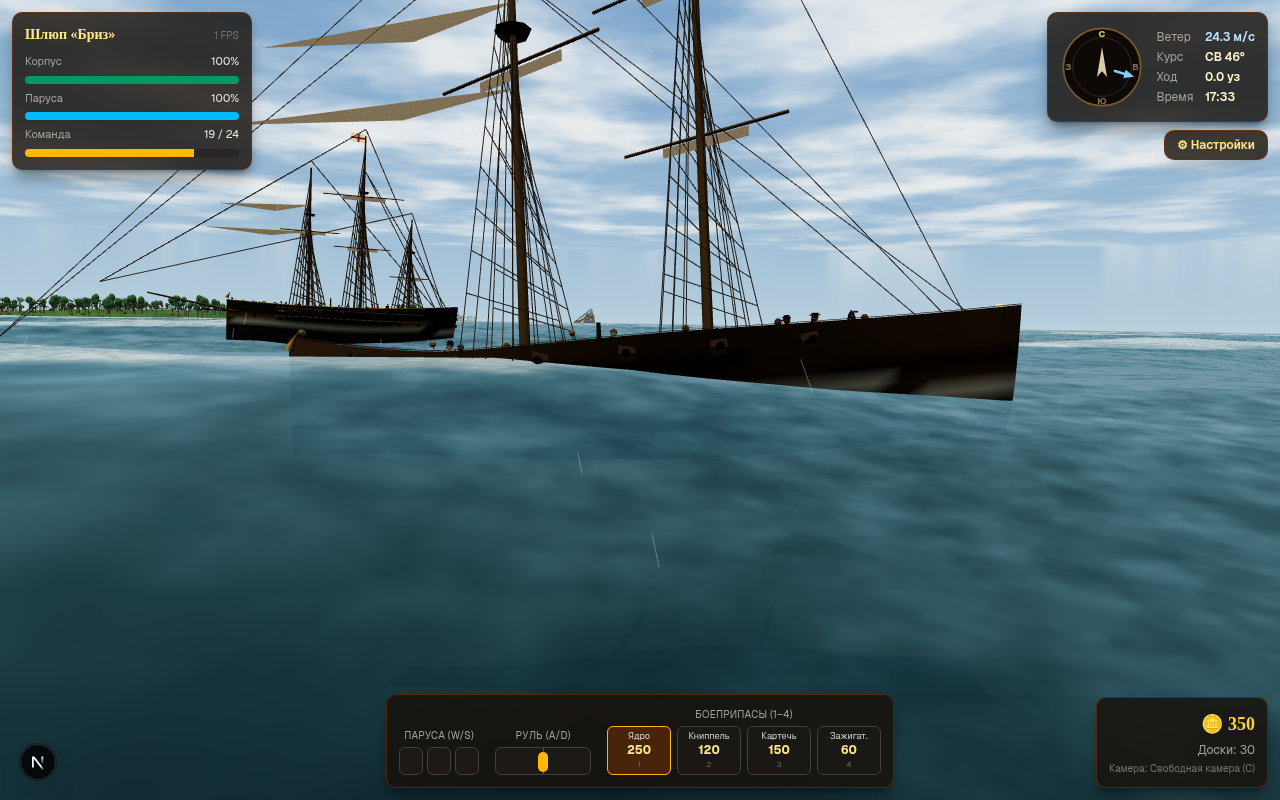 Шлюп «Бриз» 1 FPS
Корпус 100%
Паруса 100%
Команда 19 / 24
С
З В
Ю
Ветер 24.3 м/с
Курс СВ 46°
Ход 0.0 уз
Время 17:33
⚙ Настройки
БОЕПРИПАСЫ (1–4)
ПАРУСА (W/S) РУЛЬ (A/D)
Ядро Книппель Картечь Зажигат.
250 120 150 60
1 2 3 4
N
350
Доски: 30
Камера: Свободная камера (C)